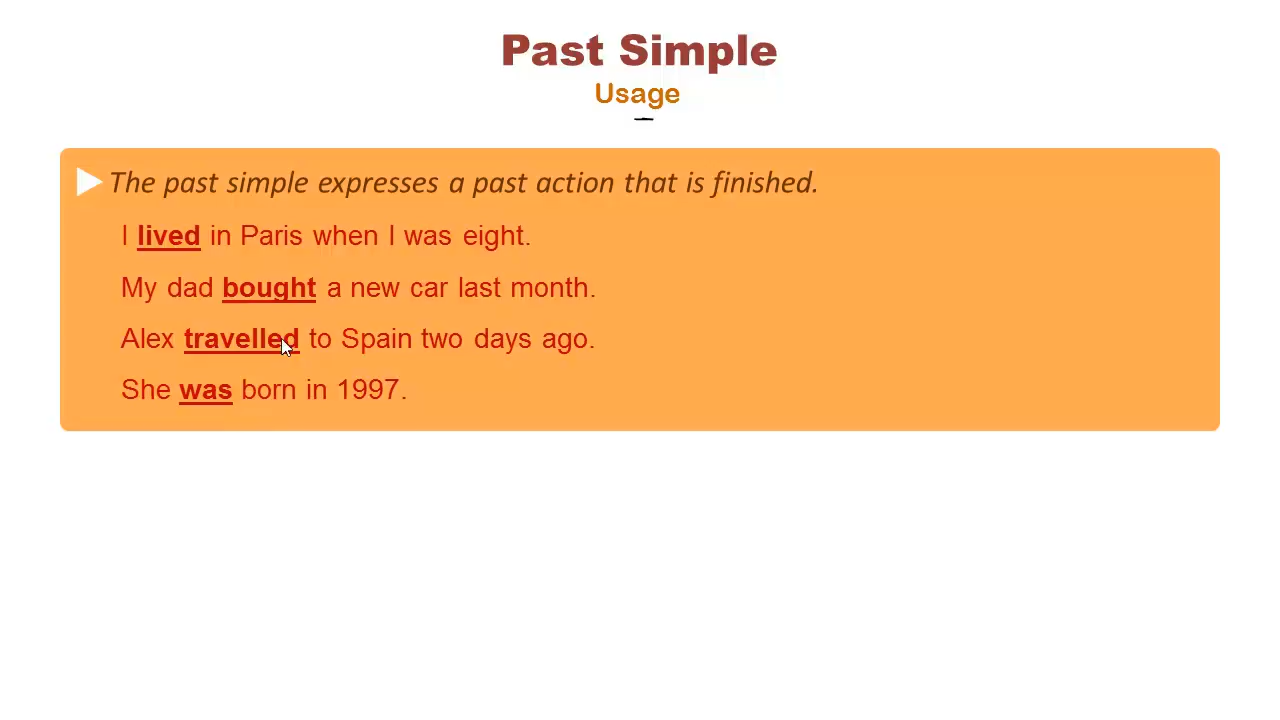 Past Simple
Usage
The past simple expresses a past action that is finished.
I lived in Paris when I was eight.
My dad bought a new car last month.
Alex travelled to Spain two days ago.
She was born in 1997.